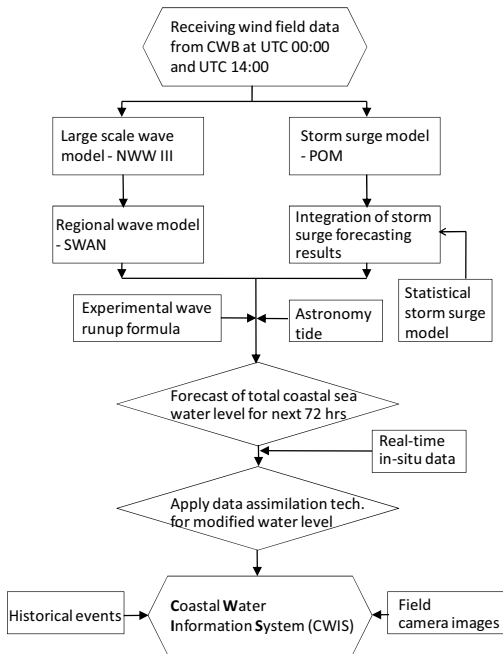 Receiving wind field data
from CWB at UTC 00:00
and UTC 14:00
Large scale wave
model - NWW III
Storm surge model
- POM
Regional wave model
- SWAN
Integration of storm
surge forecasting
results
Experimental wave
runup formula
Astronomy
tide
Statistical
storm surge
model
Forecast of total coastal sea
water level for next 72 hrs
Real-time
in-situ data
Apply data assimilation tech.
for modified water level
Historical events
Coastal Water
Information System (CWIS)
Field
camera images